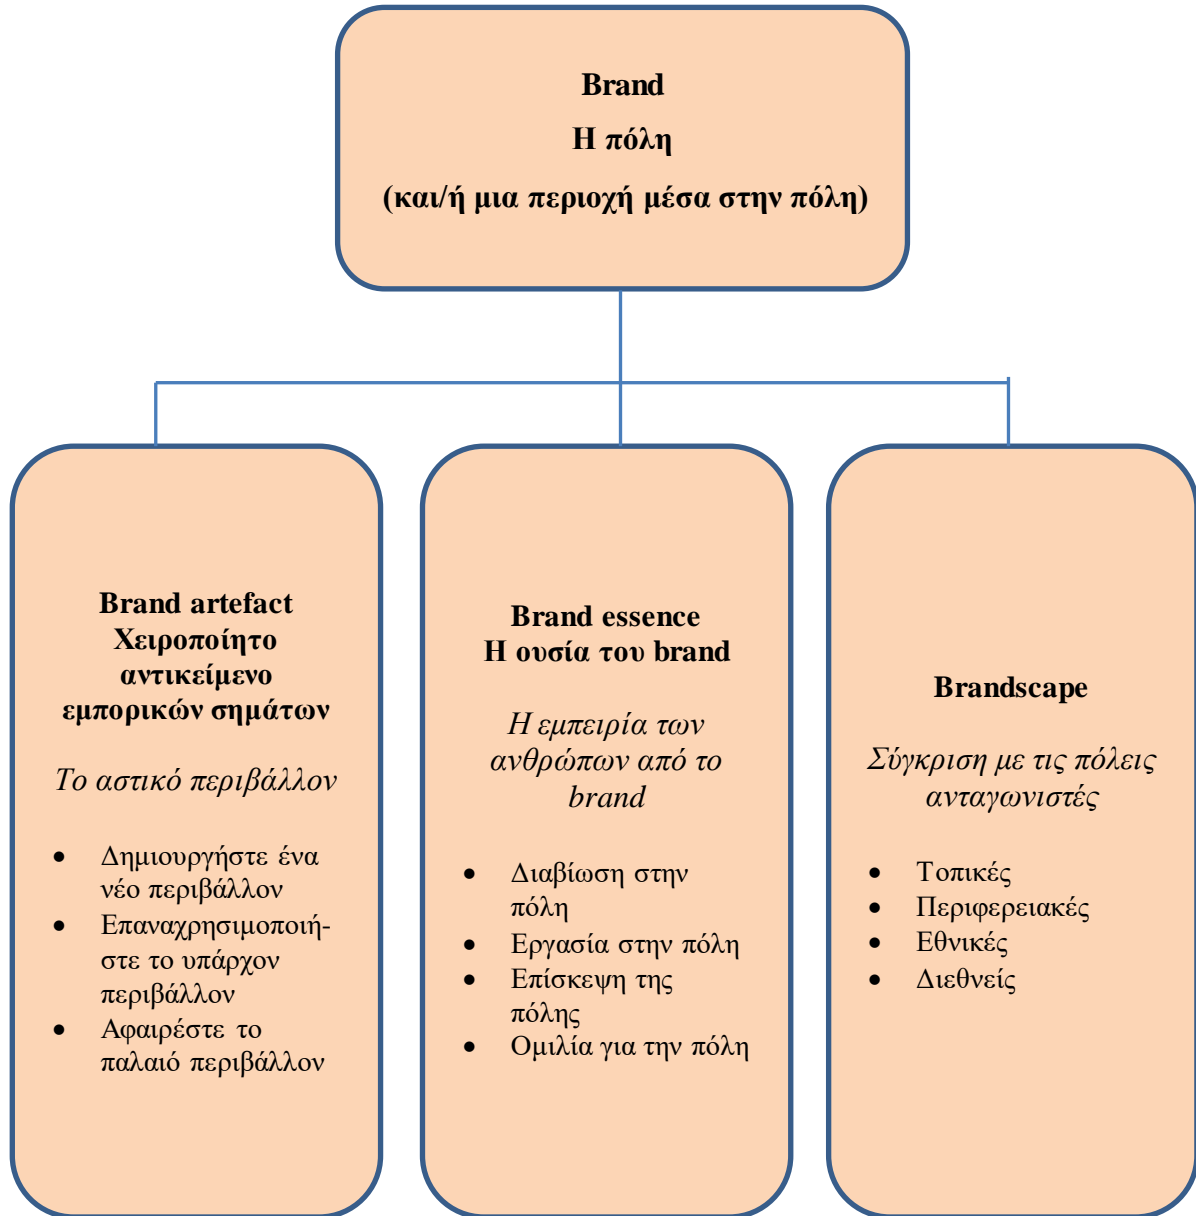 Brand
Η πόλη
(και/ή μια περιοχή μέσα στην πόλη)
Brand artefact
Χειροποίητο
αντικείμενο
εμπορικών σημάτων
Το αστικό περιβάλλον
• Δημιουργήστε ένα
νέο περιβάλλον
• Επαναχρησιμοποιή-
στε το υπάρχον
περιβάλλον
• Αφαιρέστε το
παλαιό περιβάλλον
Brand essence
Η ουσία του brand
Η εμπειρία των
ανθρώπων από το
brand
• Διαβίωση στην
πόλη
• Εργασία στην πόλη
• Επίσκεψη της
πόλης
• Ομιλία για την πόλη
Brandscape
Σύγκριση με τις πόλεις
ανταγωνιστές
• Τοπικές
• Περιφερειακές
• Εθνικές
• Διεθνείς